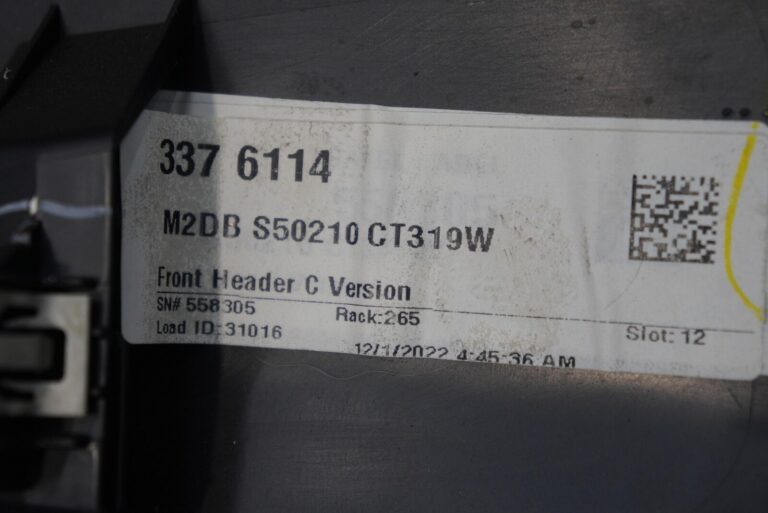 337 6114
M2DB S50210 CT319W
Front Header C Version
SN# 558305 Rack:265
Load ID:31016 Slot: 12
12/1/2022 4:45:36 AM